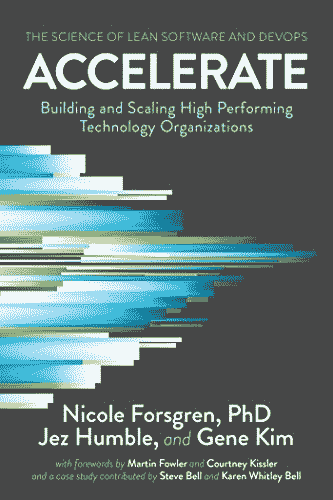 THE SCIENCE OF LEAN SOFTWARE AND DEVOPS
ACCELERATE
Building and Scaling High Performing
Technology Organizations
Nicole Forsgren, PhD
Jez Humble, and Gene Kim
with forewords by Martin Fowler and Courtney Kissler
and a case study contributed by Steve Bell and Karen Whitley Bell